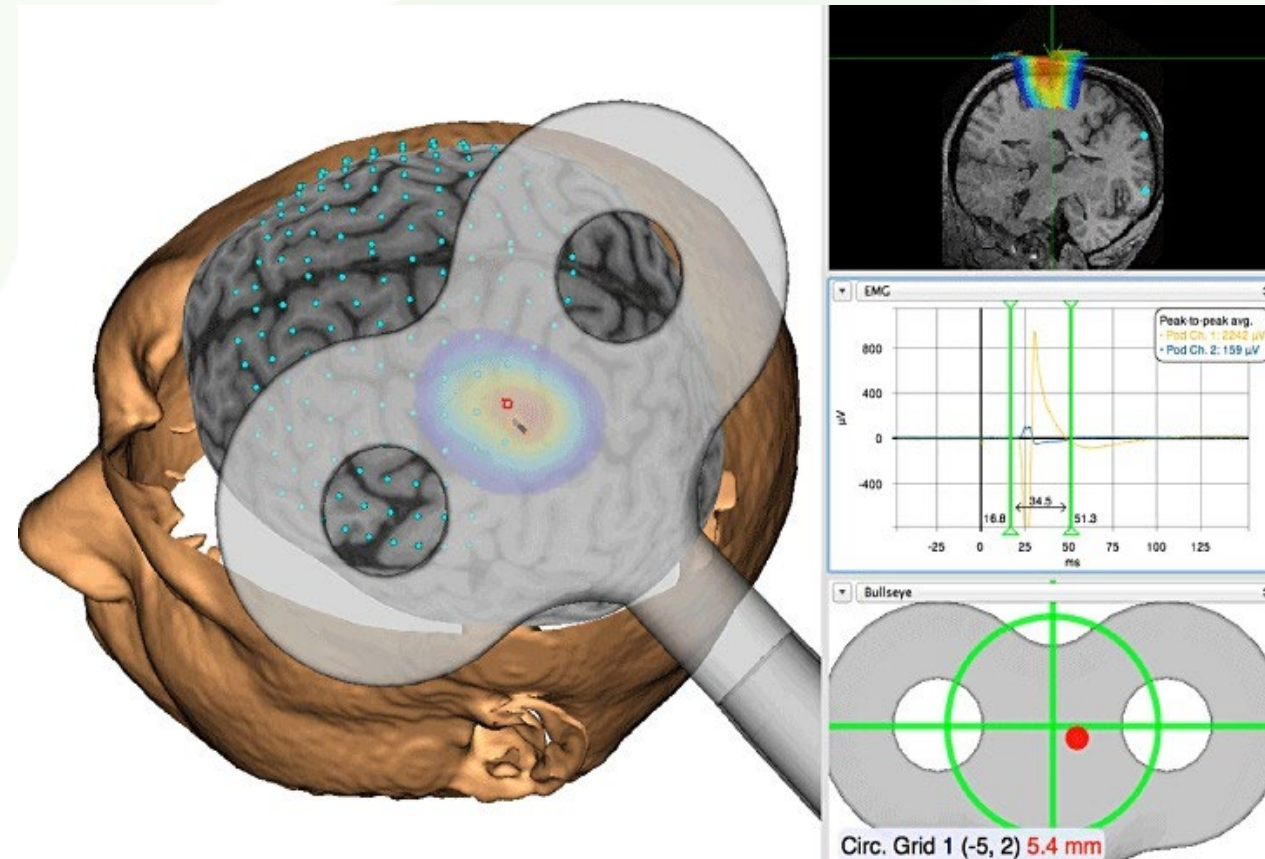 EMG
Peak-to-peak avg.
Pod Ch. 1: 2242 µV
Pod Ch. 2: 159 µV
800
400
0
-400
µV
16.8
34.5
51.3
-25
0
25
50
75
100
125
ms
Bullseye
Circ. Grid 1 (-5, 2) 5.4 mm